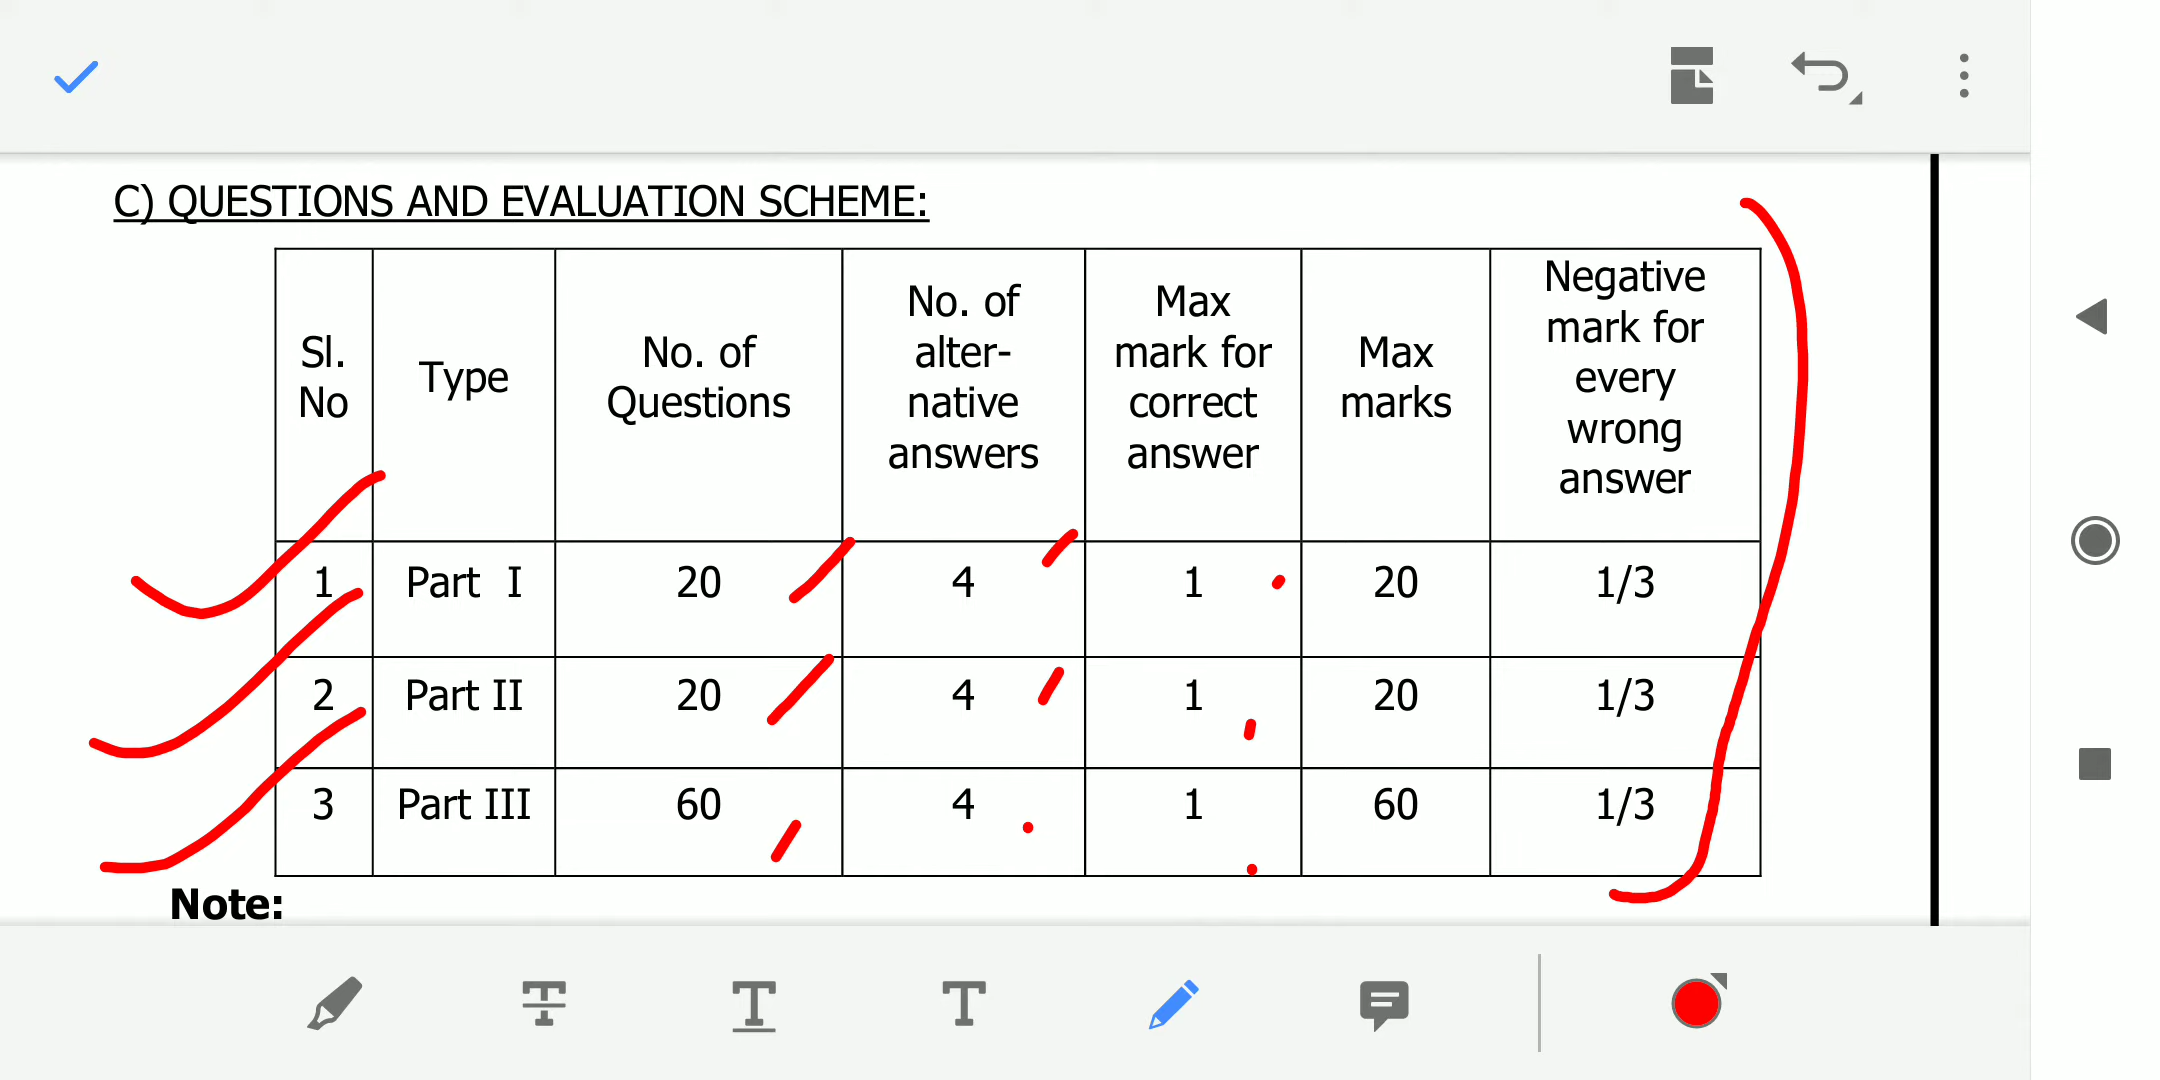 C) QUESTIONS AND EVALUATION SCHEME:
Sl. No Type No. of Questions No. of alter- native answers Max mark for correct answer Max marks Negative mark for every wrong answer
1 Part I 20 4 1 20 1/3
2 Part II 20 4 1 20 1/3
3 Part III 60 4 1 60 1/3
Note: